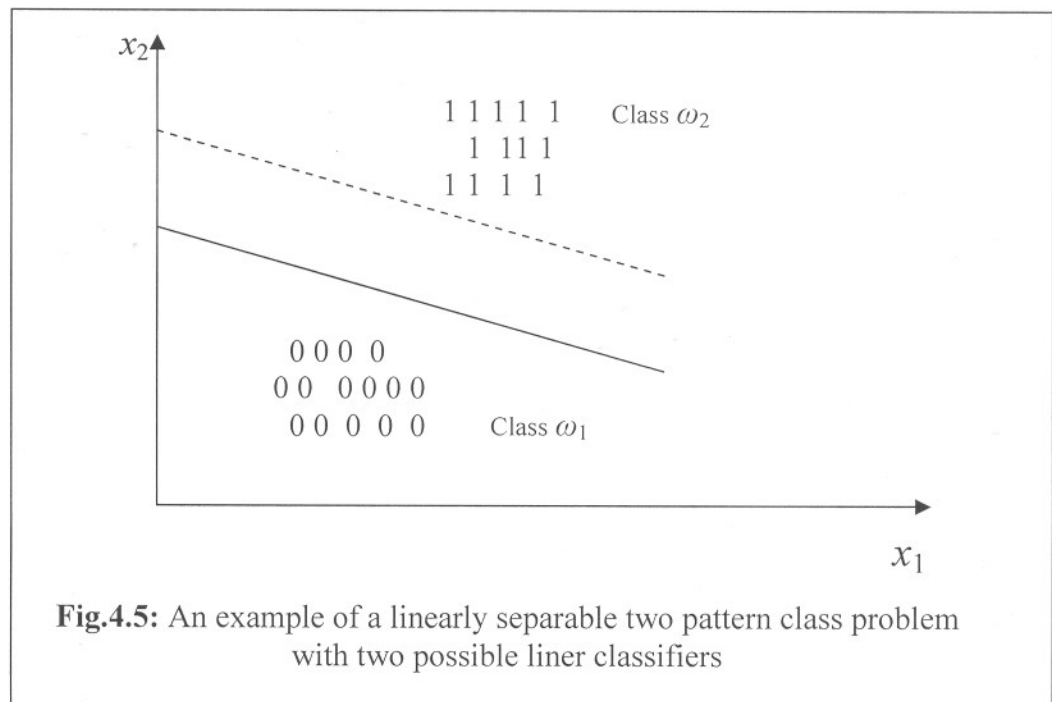 x₂
1 1 1 1 1 Class ω₂
1 11 1
1 1 1 1
0 0 0 0
0 0 0 0 0 0
0 0 0 0 0 Class ω₁
x₁
Fig.4.5: An example of a linearly separable two pattern class problem
with two possible liner classifiers